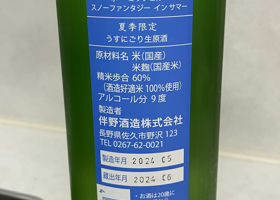 スノーファンタジー イン サマー
夏季限定
うすにごり生原酒
原材料名 米(国産米)
米麹(国産米)
精米歩合 60%
(酒造好適米 100%使用)
アルコール分 9度
製造者
伴野酒造株式会社
長野県佐久市野沢 123
TEL 0267-62-0021
製造年月 2024.05
蔵出年月 2024.06
・お酒は20歳に